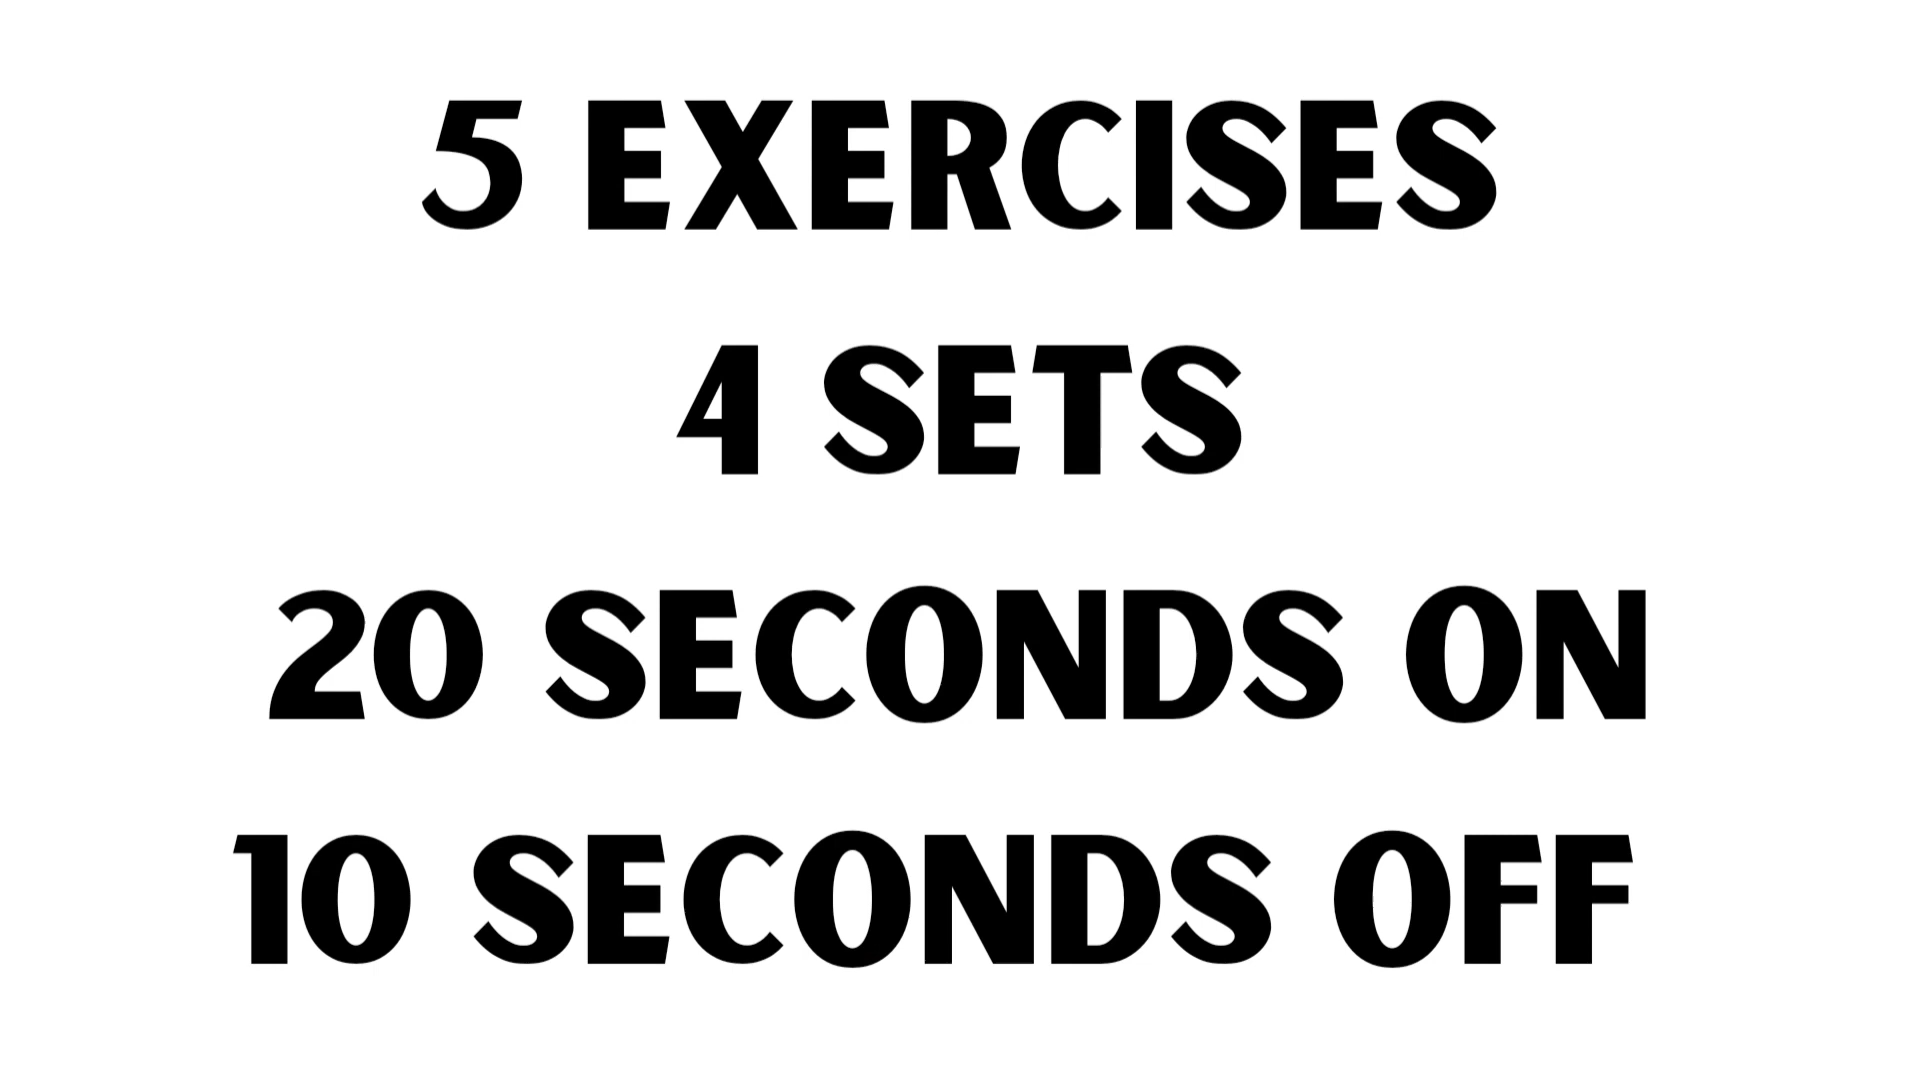 5 EXERCISES
4 SETS
20 SECONDS ON
10 SECONDS OFF